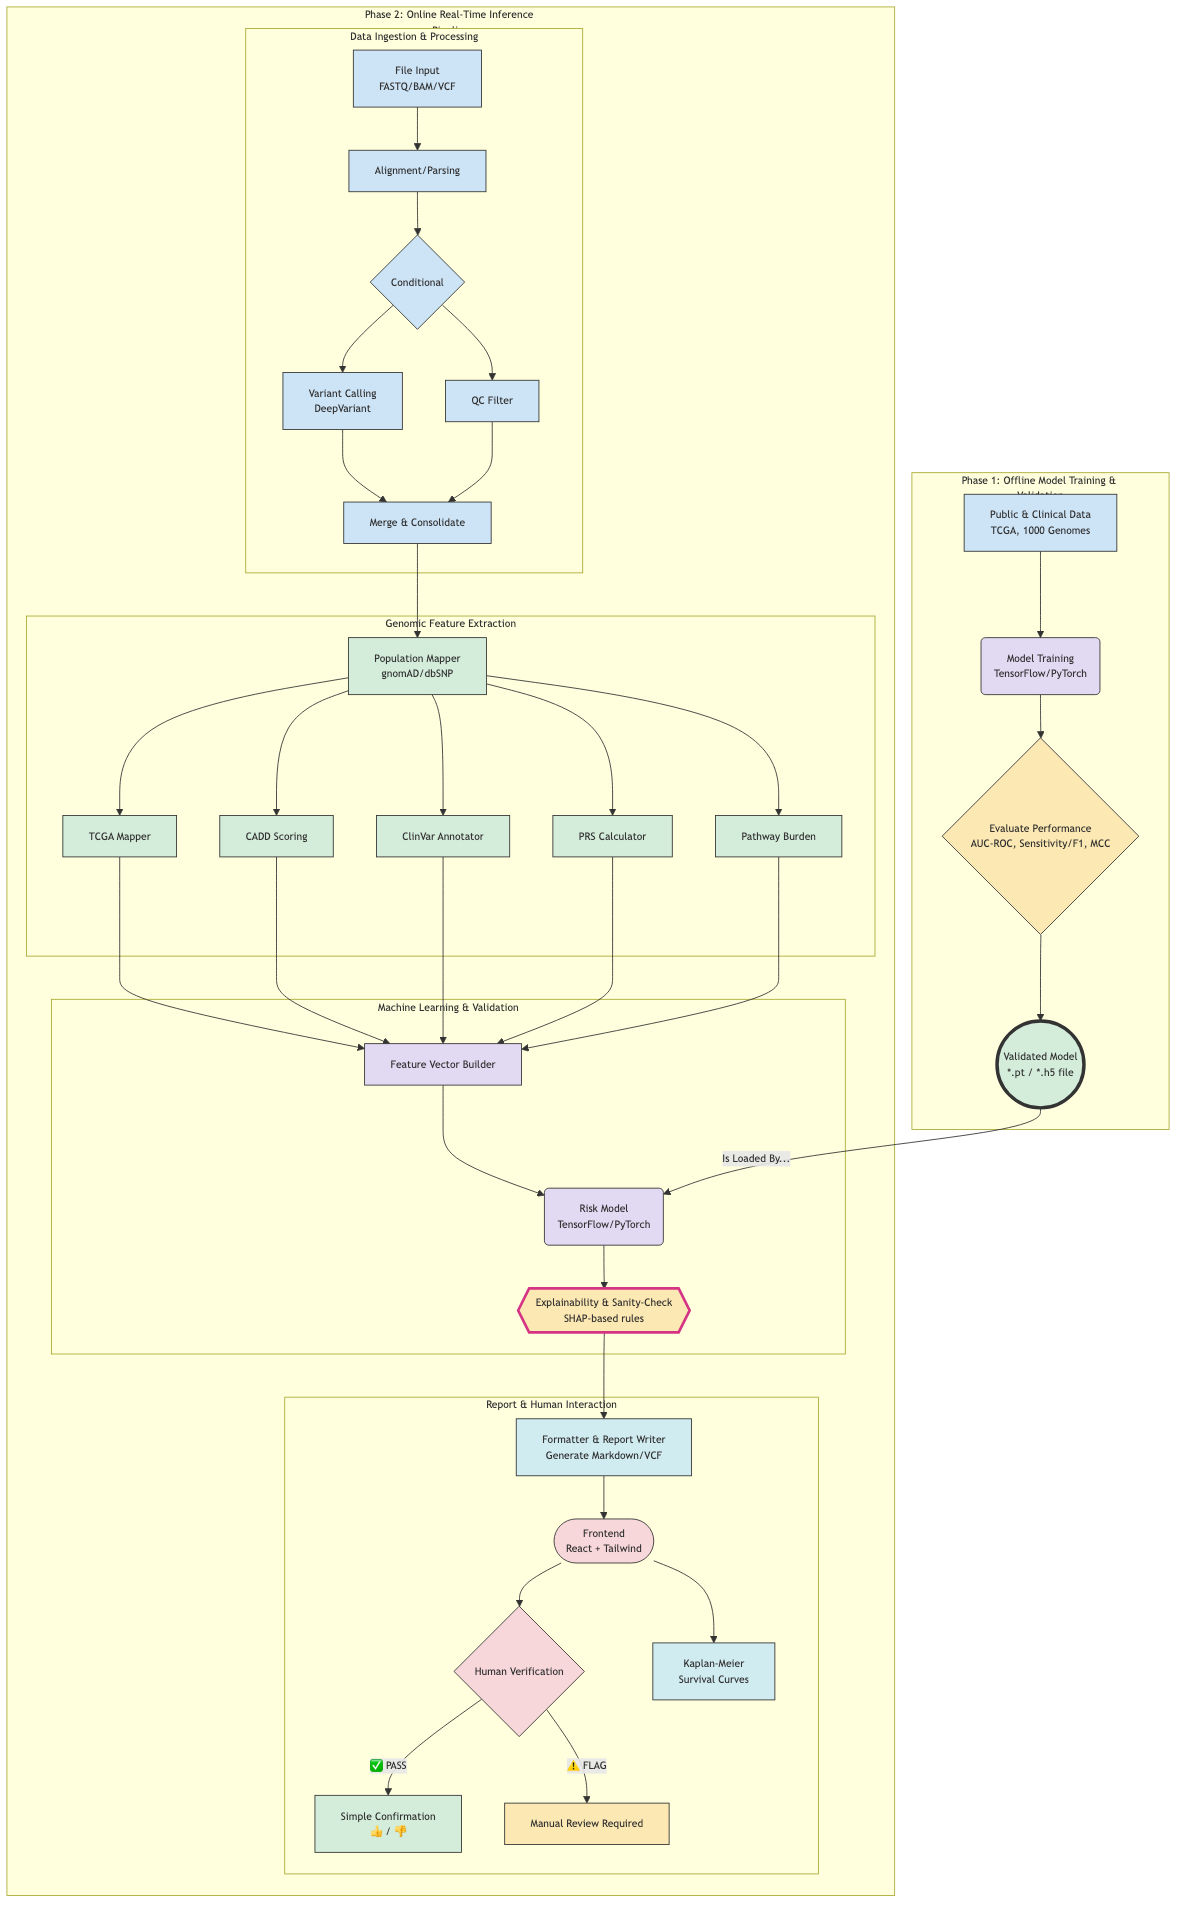 Phase 2: Online Real-Time Inference
Data Ingestion & Processing
File Input
FASTQ/BAM/VCF
Alignment/Parsing
Conditional
Variant Calling
DeepVariant
QC Filter
Merge & Consolidate
Genomic Feature Extraction
Population Mapper
gnomAD/dbSNP
TCGA Mapper
CADD Scoring
ClinVar Annotator
PRS Calculator
Pathway Burden
Machine Learning & Validation
Feature Vector Builder
Risk Model
TensorFlow/PyTorch
Explainability & Sanity-Check
SHAP-based rules
Report & Human Interaction
Formatter & Report Writer
Generate Markdown/VCF
Frontend
React + Tailwind
Human Verification
Kaplan-Meier
Survival Curves
✅ PASS
⚠️ FLAG
Simple Confirmation
👍 / 👎
Manual Review Required
Phase 1: Offline Model Training &
Validation
Public & Clinical Data
TCGA, 1000 Genomes
Model Training
TensorFlow/PyTorch
Evaluate Performance
AUC-ROC, Sensitivity/F1, MCC
Validated Model
*.pt / *.h5 file
Is Loaded By...